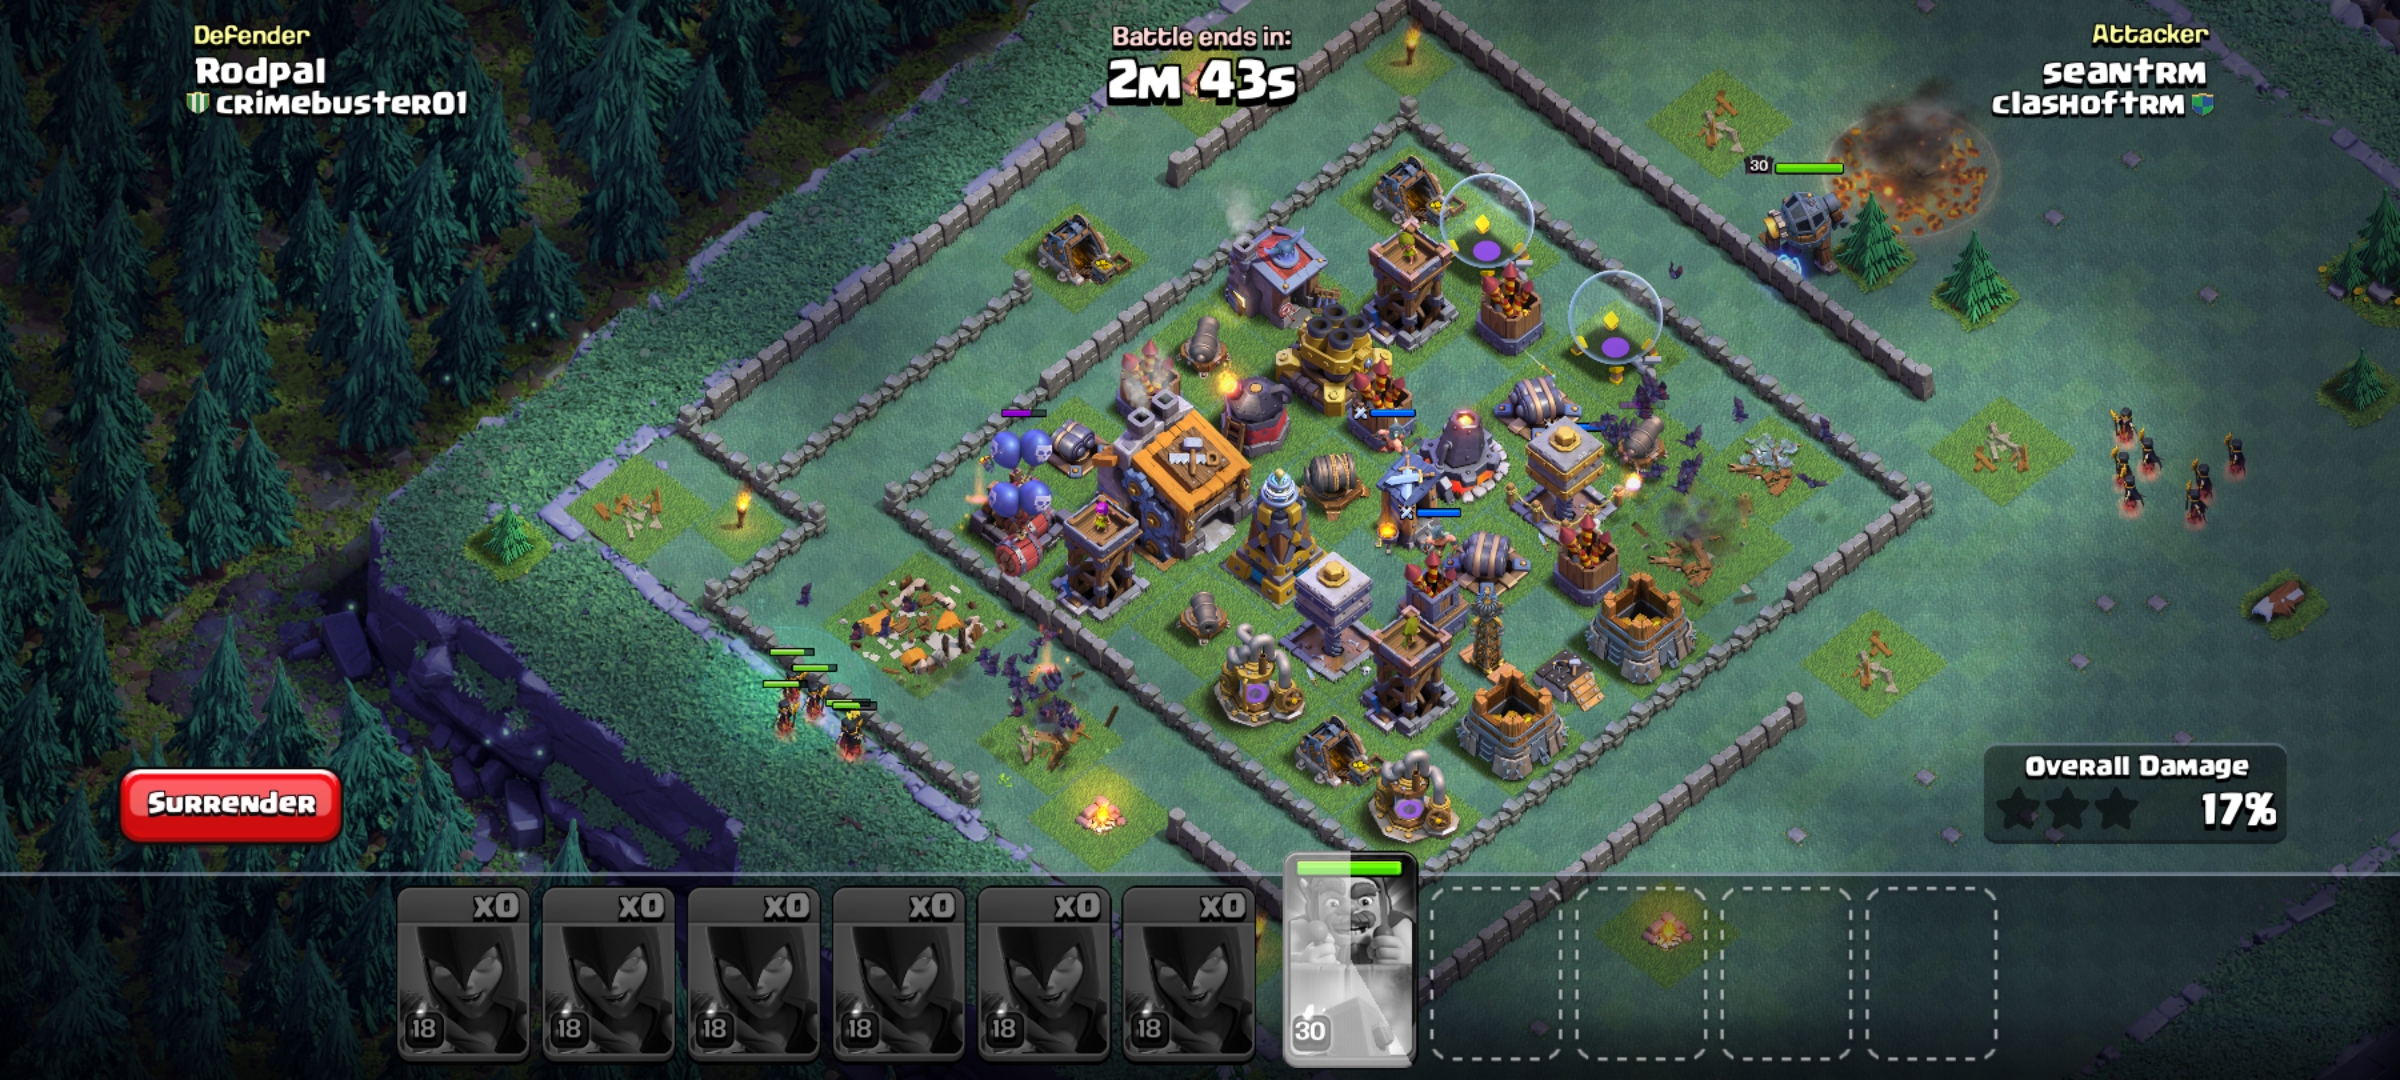 Defender
Rodpal
crimebuster01
Battle ends in:
2M 43s
Attacker
seantrm
clashoftrm
30
Surrender
Overall Damage
17%
x0
x0
x0
x0
x0
x0
18
18
18
18
18
18
30